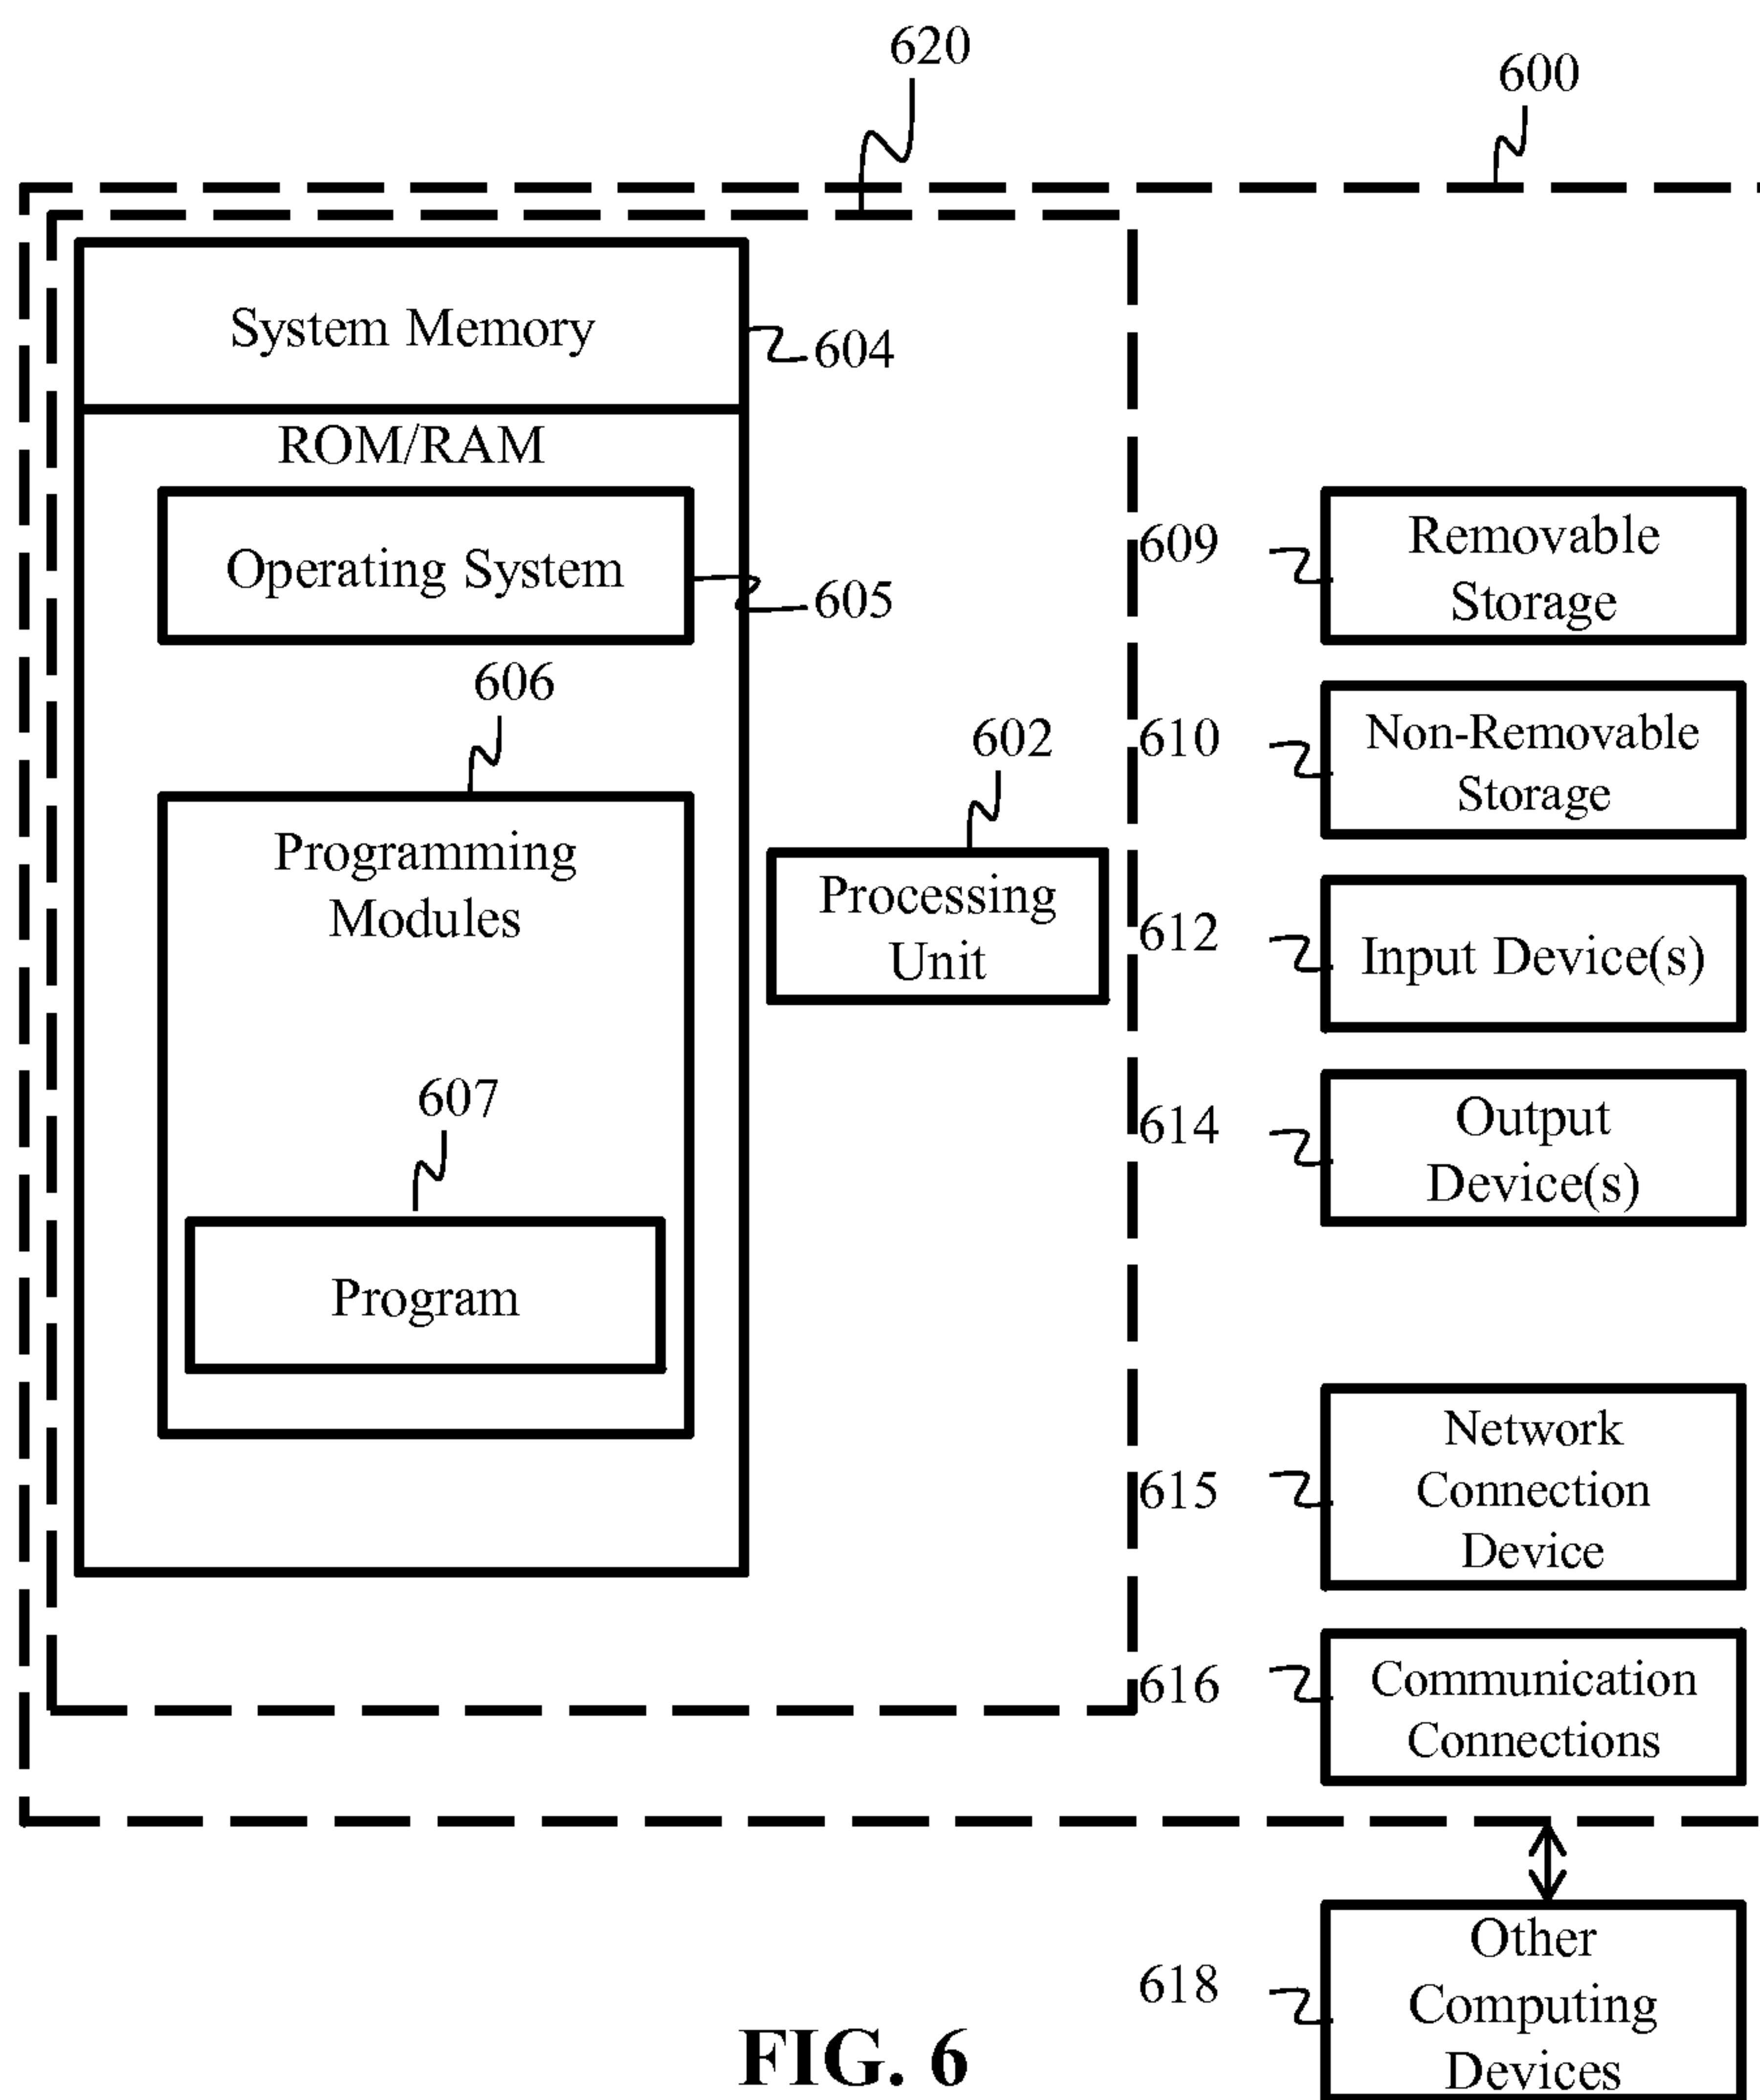 620
600
System Memory
604
ROM/RAM
Operating System
605
609
Removable
Storage
606
602
610
Non-Removable
Storage
Programming
Modules
Processing
Unit
612
Input Device(s)
607
614
Output
Device(s)
Program
615
Network
Connection
Device
616
Communication
Connections
618
Other
Computing
Devices
FIG. 6